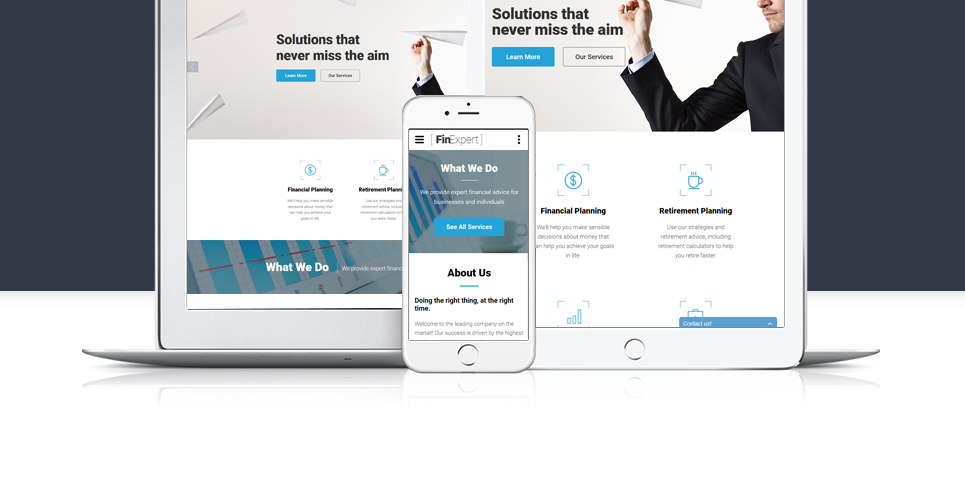 Solutions that
never miss the aim
Learn More
Our Services
Financial Planning
We'll help you make sensible
decisions about money that
can help you achieve your
goals in life.
Retirement Planni
Use our strategies and
retirement advice, includi
retirement calculators to h
you retire faster.
What We Do
We provide expert financ
[FinExpert]
What We Do
We provide expert financial advice for
businesses and individuals
See All Services
About Us
Doing the right thing, at the right
time.
Welcome to the leading company on the
market! Our success is driven by the highest
Solutions that
never miss the aim
Learn More
Our Services
Financial Planning
We'll help you make sensible
decisions about money that
an help you achieve your goals
in life.
Retirement Planning
Use our strategies and
retirement advice, including
retirement calculators to help
you retire faster.
Contact us!